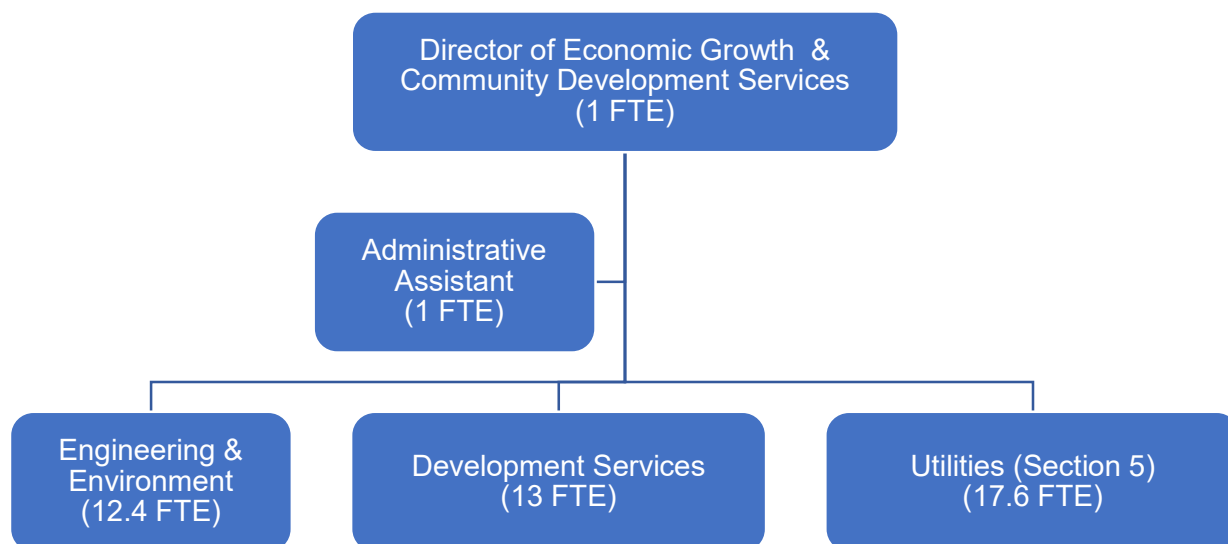 Director of Economic Growth &
Community Development Services
(1 FTE)
Administrative
Assistant
(1 FTE)
Engineering &
Environment
(12.4 FTE)
Development Services
(13 FTE)
Utilities (Section 5)
(17.6 FTE)